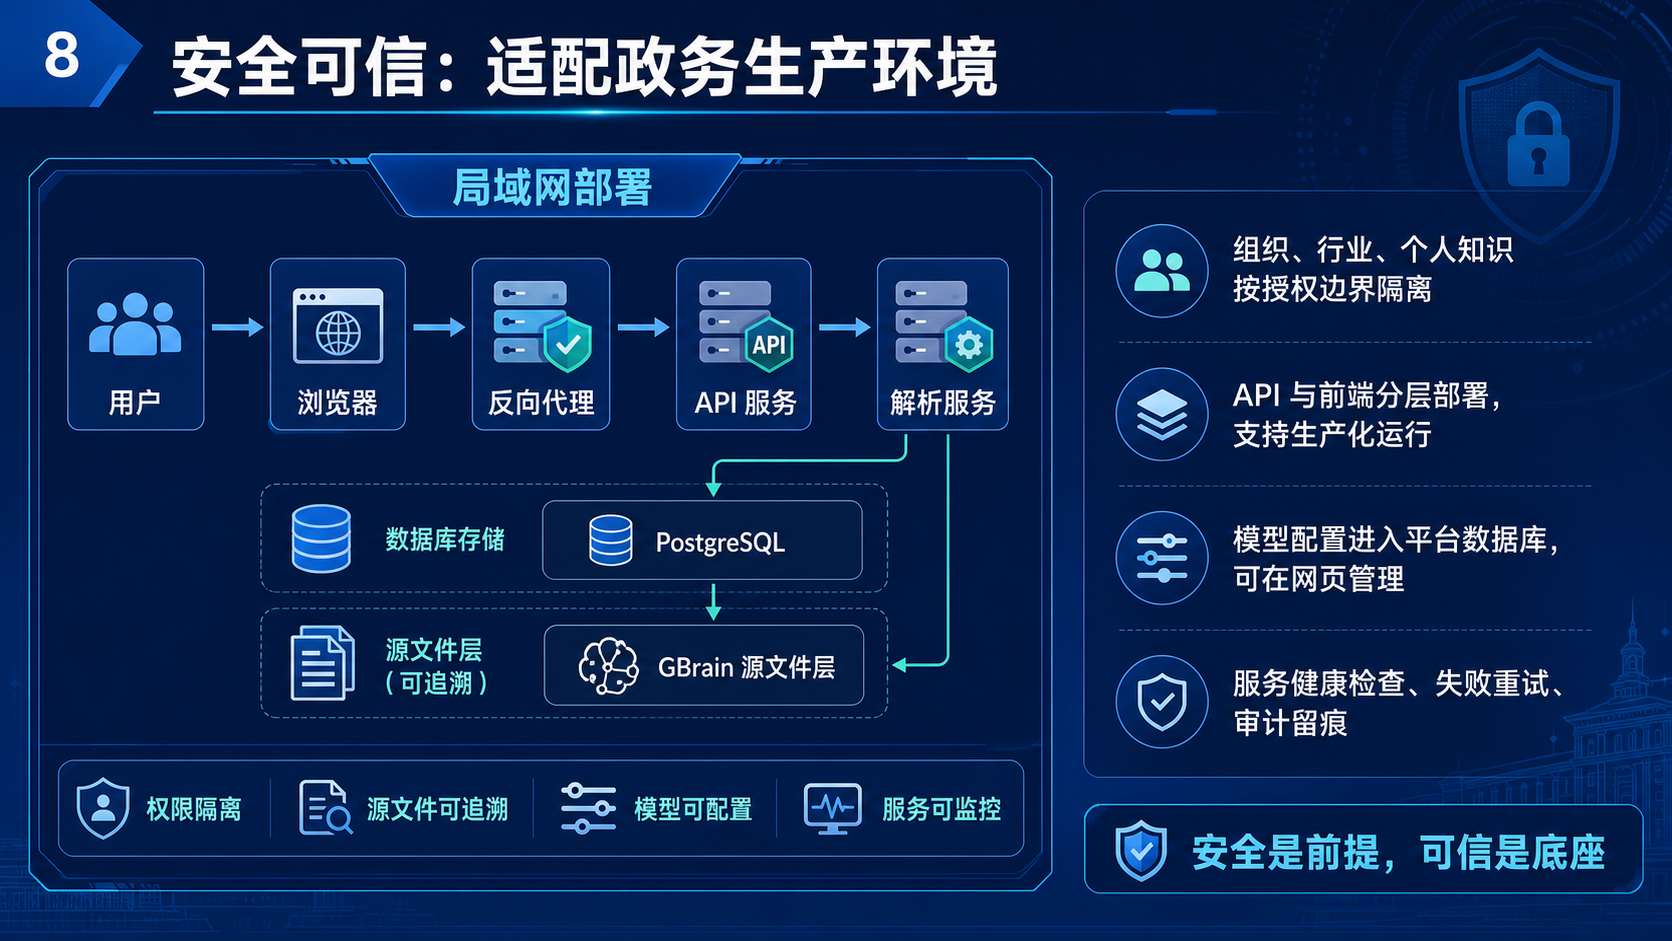 8
安全可信：适配政务生产环境
局域网部署
用户
浏览器
反向代理
API
API 服务
解析服务
数据库存储
PostgreSQL
源文件层
（可追溯）
GBrain 源文件层
权限隔离
源文件可追溯
模型可配置
服务可监控
组织、行业、个人知识
按授权边界隔离
API 与前端分层部署，
支持生产化运行
模型配置进入平台数据库，
可在网页管理
服务健康检查、失败重试、
审计留痕
安全是前提，可信是底座